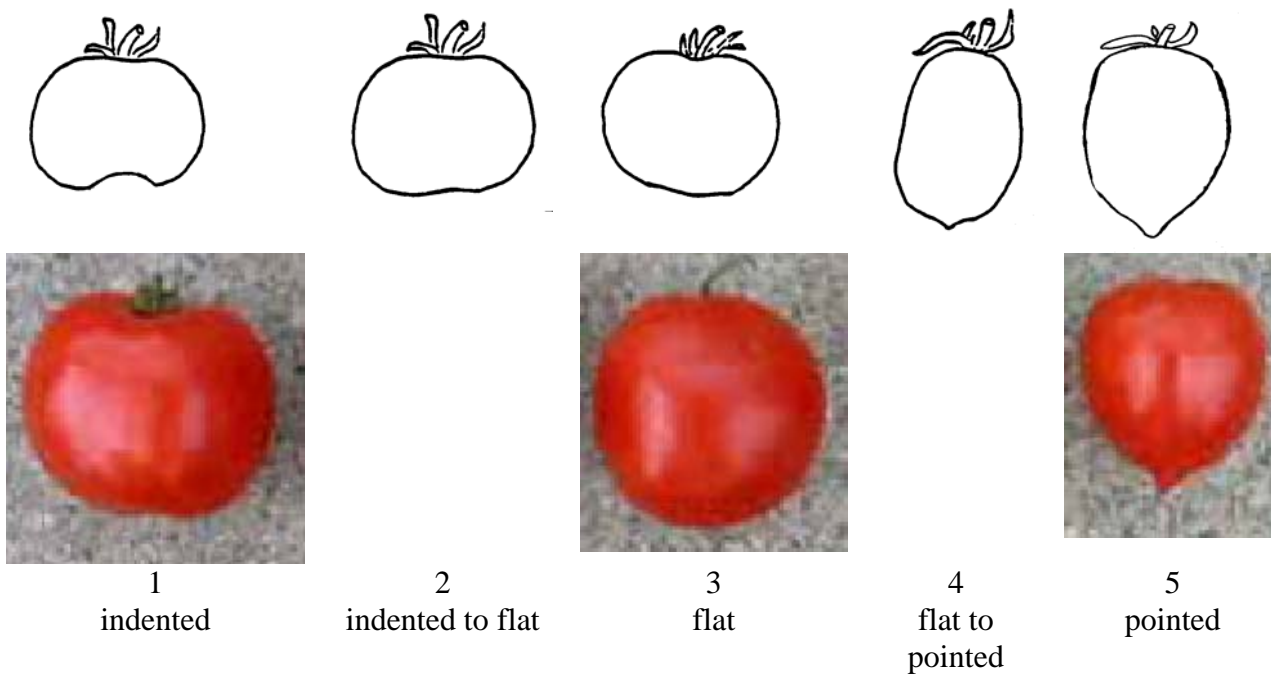 1
indented
2
indented to flat
3
flat
4
flat to
pointed
5
pointed